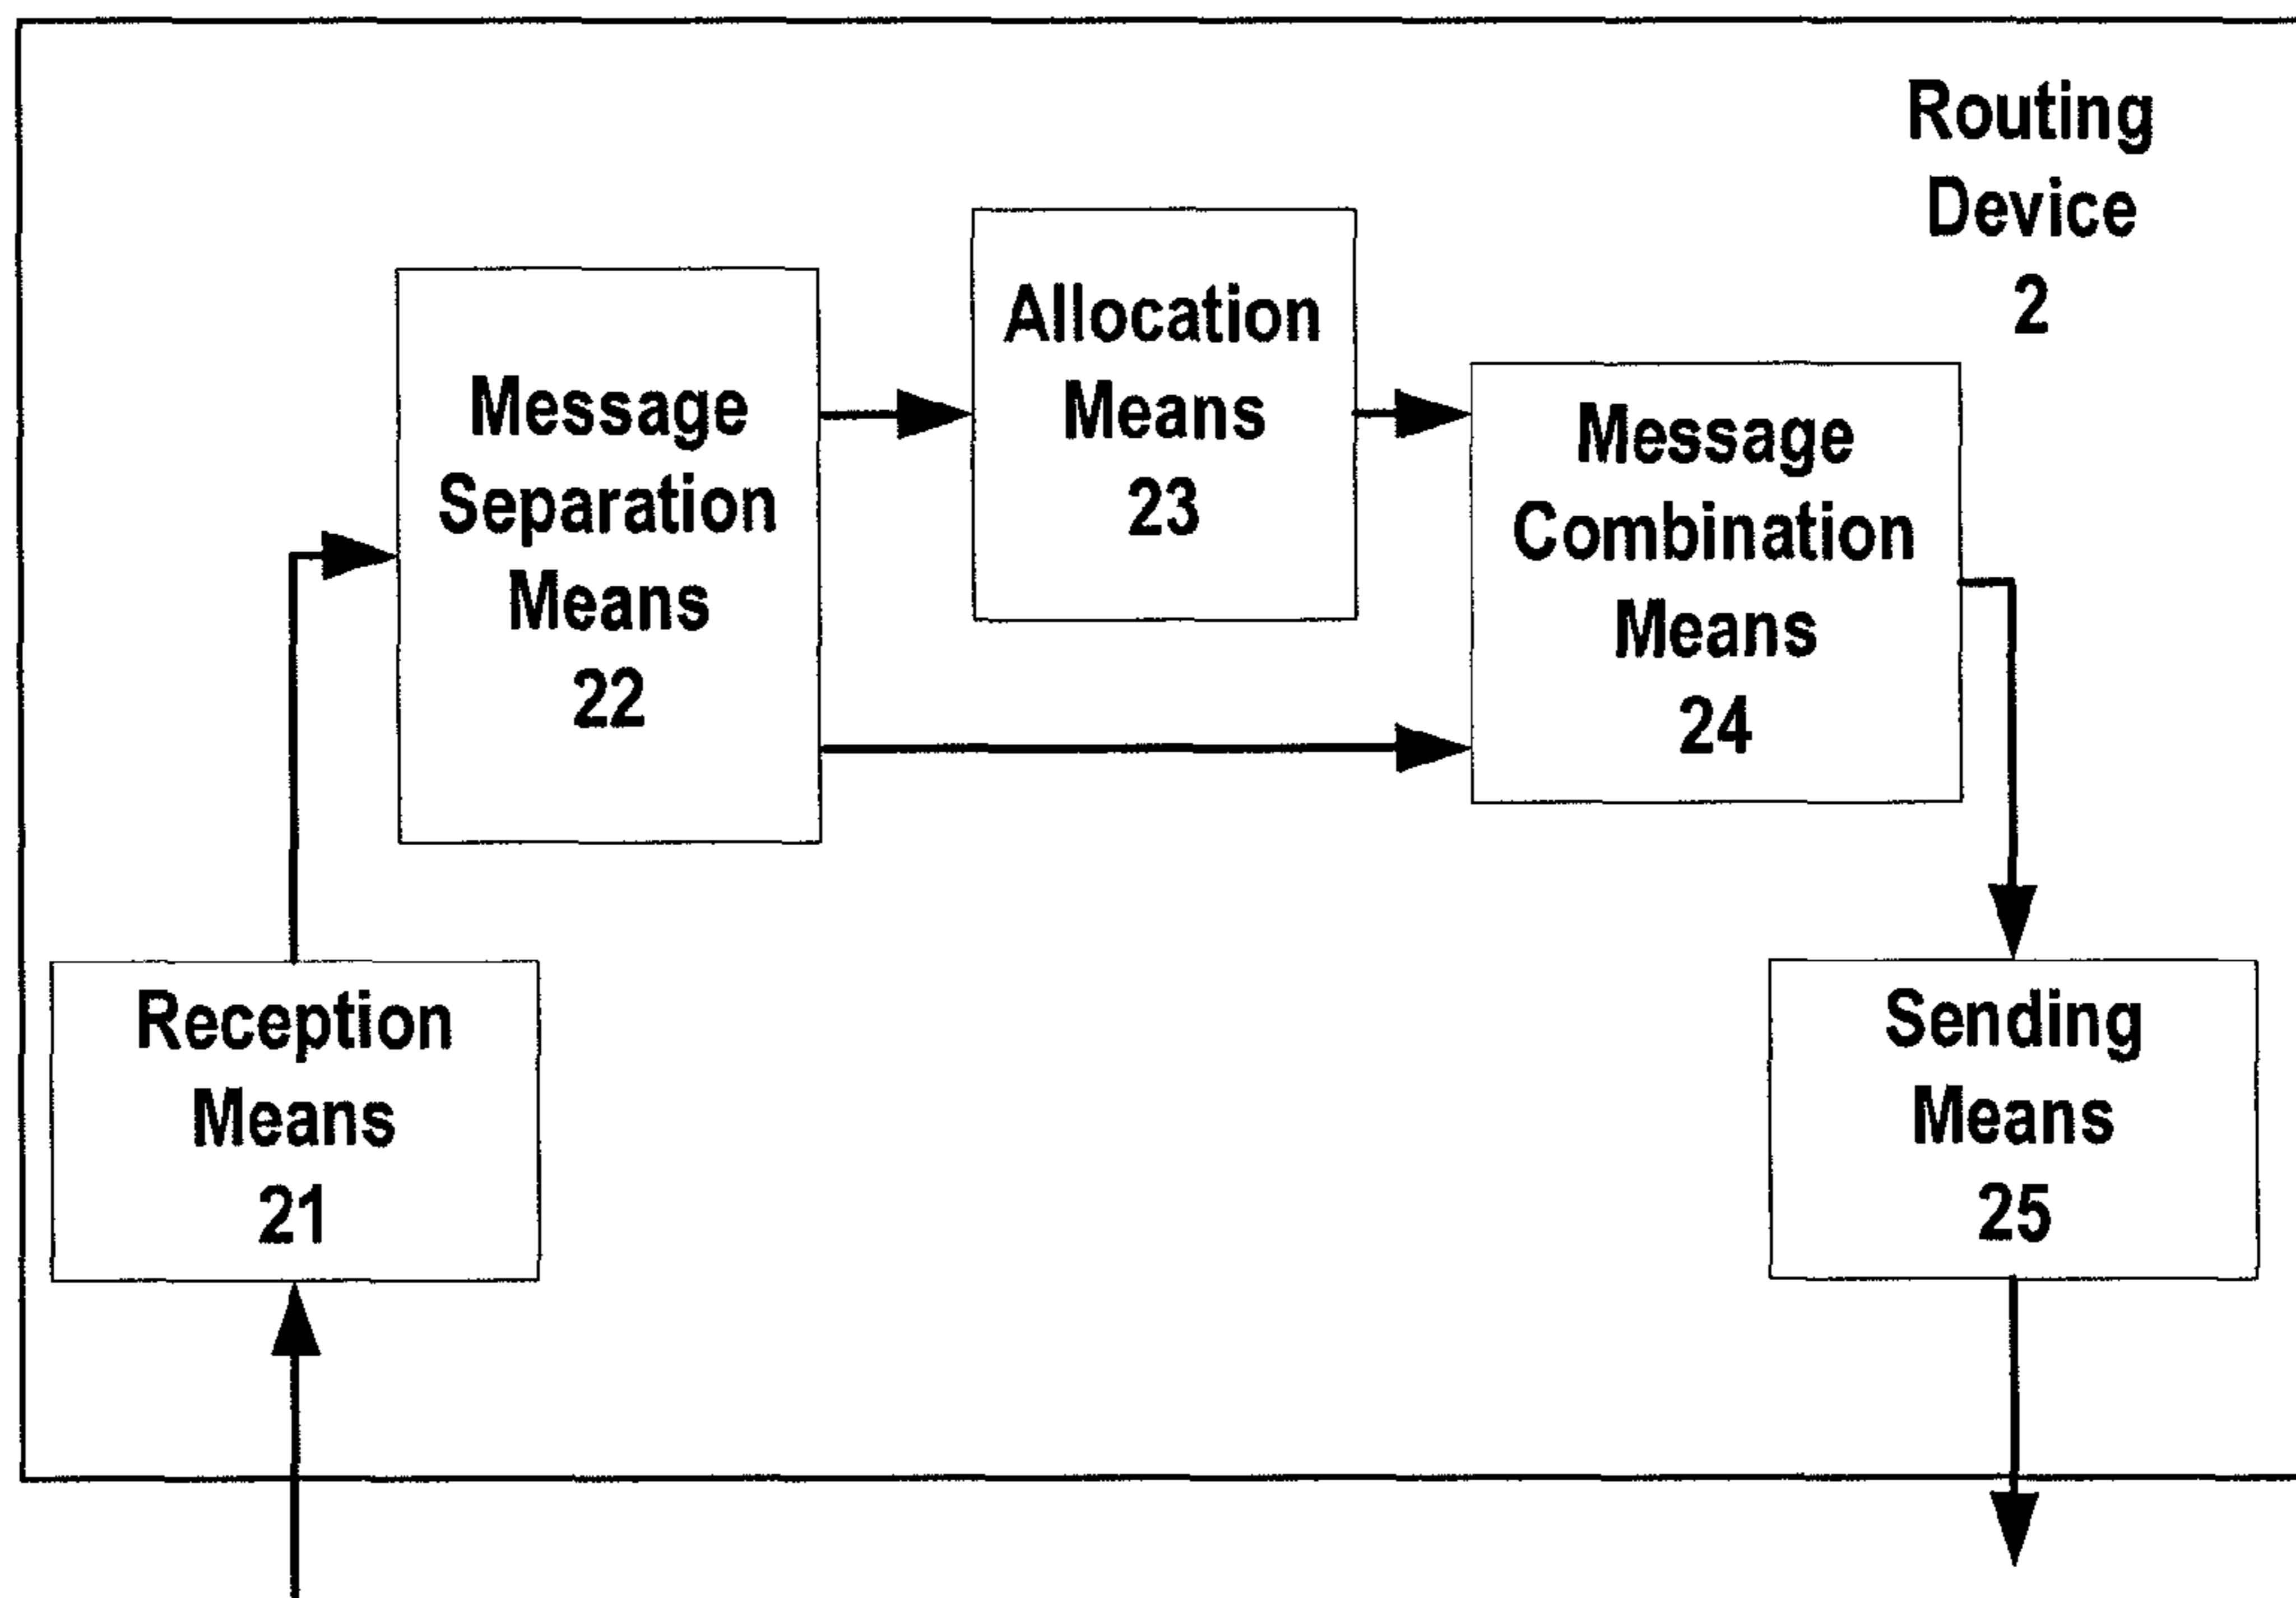 Routing
Device
2
Allocation
Means
23
Message
Separation
Means
22
Message
Combination
Means
24
Reception
Means
21
Sending
Means
25